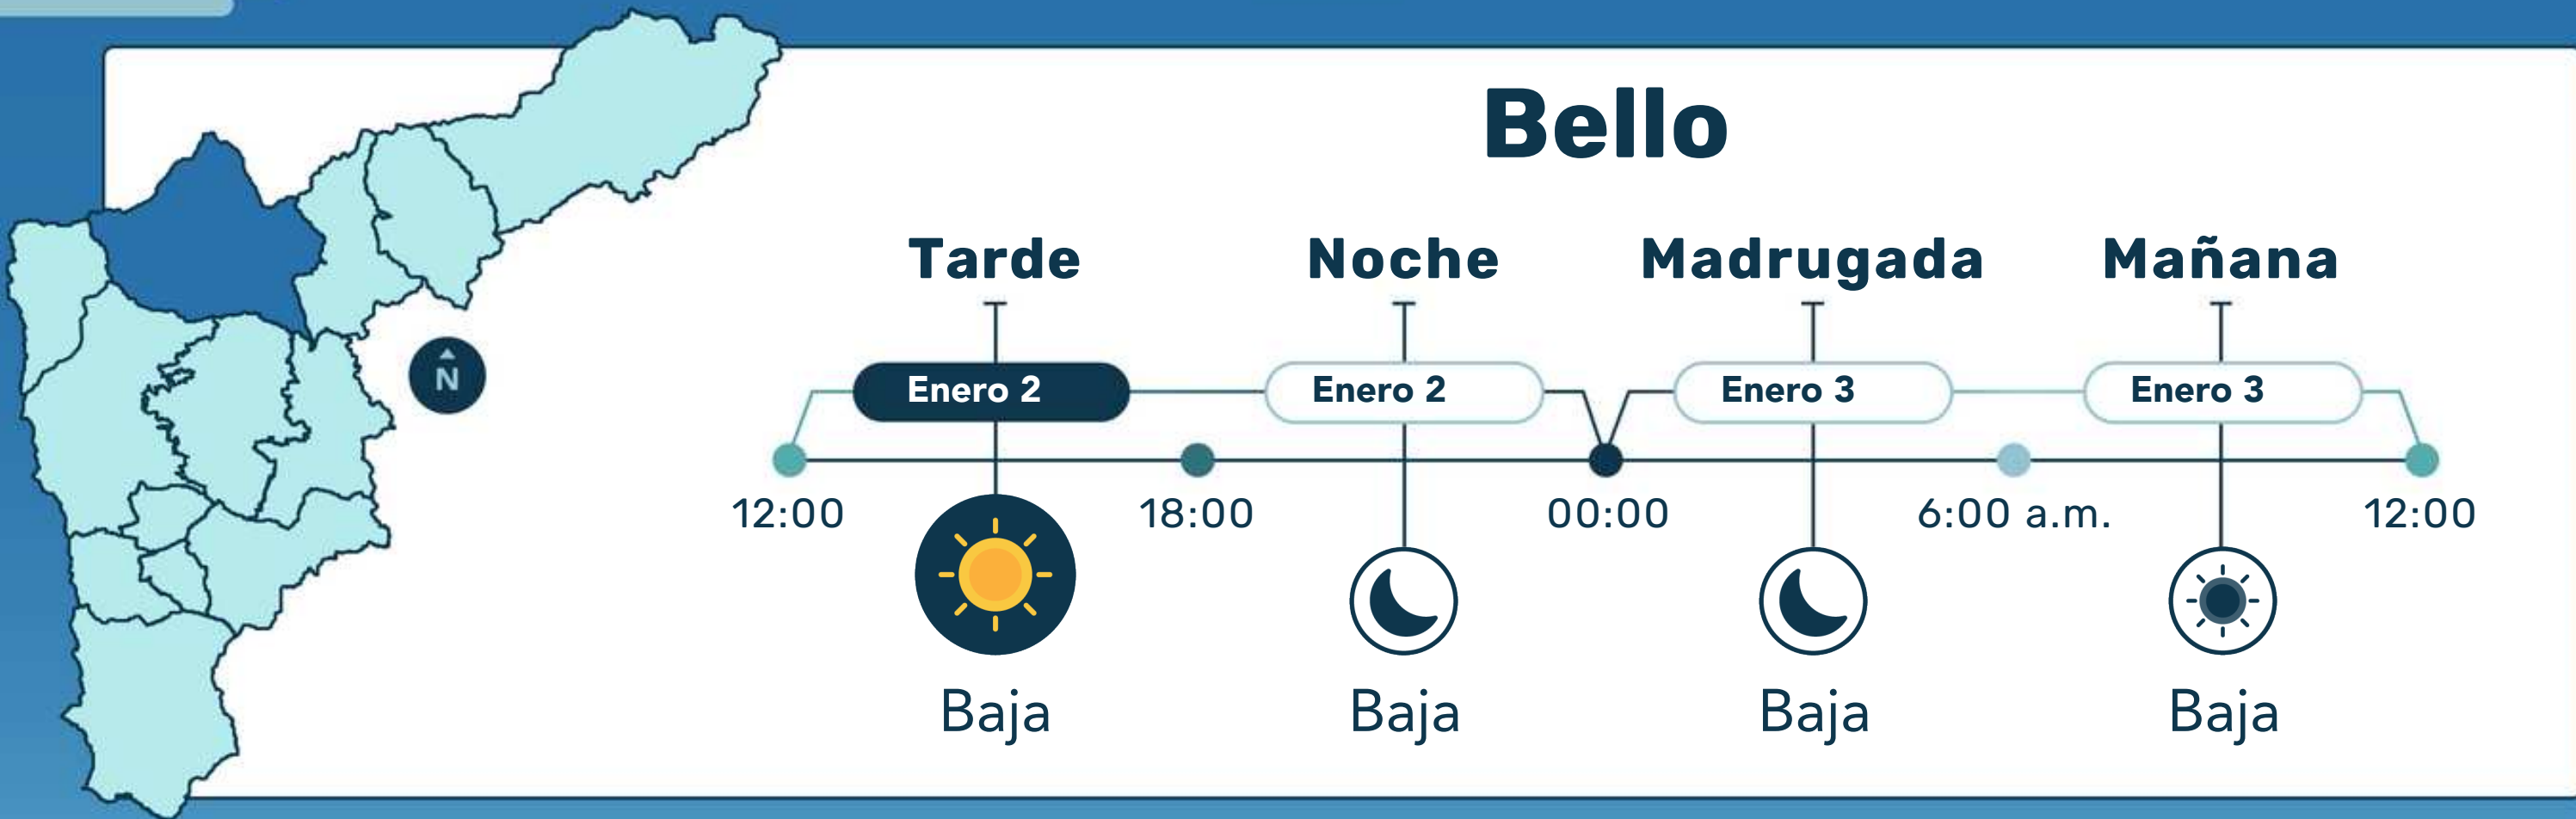 Bello
Tarde Noche Madrugada Mañana
Enero 2 Enero 2 Enero 3 Enero 3
N
12:00 18:00 00:00 6:00 a.m. 12:00
Baja Baja Baja Baja